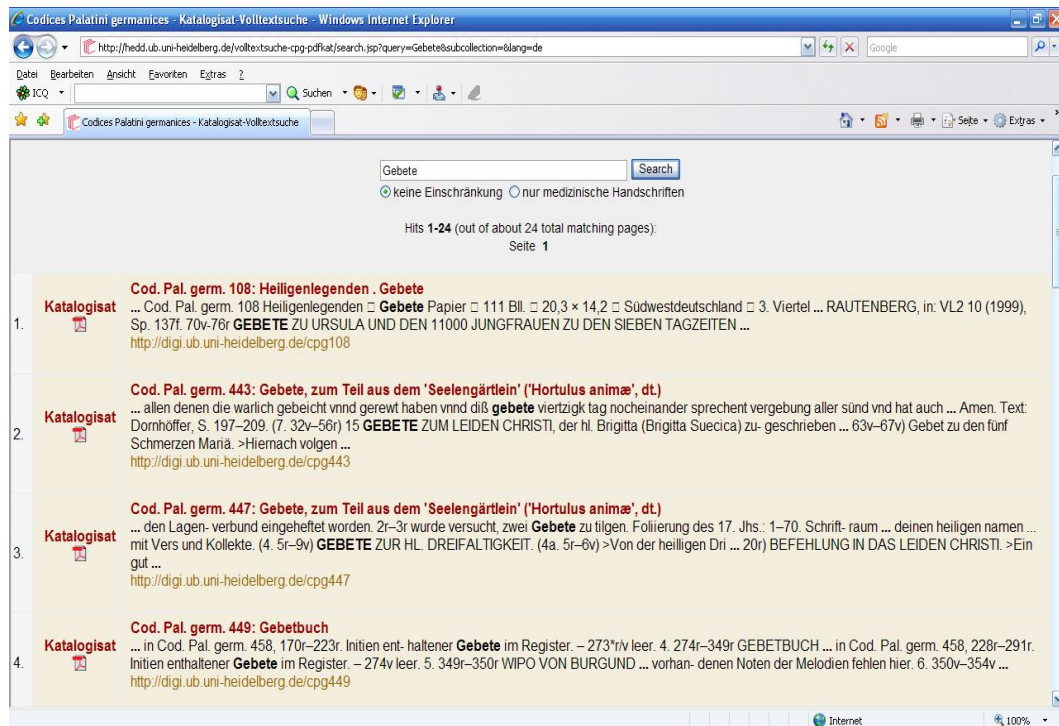 Codices Palatini germanices - Katalogisat-Volltextsuche - Windows Internet Explorer
http://hedd.ub.uni-heidelberg.de/volltextsuche-cpg-pdfkat/search.jsp?query=Gebete&subcollection=&lang=de
Google
Datei Bearbeiten Ansicht Favoriten Extras ?
ICQ Suchen
Codices Palatini germanices - Katalogisat-Volltextsuche
Seite Extras
Gebete Search
keine Einschränkung nur medizinische Handschriften
Hits 1-24 (out of about 24 total matching pages):
Seite 1
1.
Katalogisat
Cod. Pal. germ. 108: Heiligenlegenden . Gebete
... Cod. Pal. germ. 108 Heiligenlegenden □ Gebete Papier □ 111 Bll. □ 20,3 × 14,2 □ Südwestdeutschland □ 3. Viertel ... RAUTENBERG, in: VL2 10 (1999),
Sp. 137f. 70v-76r GEBETE ZU URSULA UND DEN 11000 JUNGFRAUEN ZU DEN SIEBEN TAGZEITEN ...
http://digi.ub.uni-heidelberg.de/cpg108
2.
Katalogisat
Cod. Pal. germ. 443: Gebete, zum Teil aus dem 'Seelengärtlein' ('Hortulus animæ', dt.)
... allen denen die warlich gebeicht vnnd gerewt haben vnnd diß gebete viertzigk tag nocheinander sprechent vergebung aller sünd vnd hat auch ... Amen. Text:
Dornhöffer, S. 197–209. (7. 32v–56r) 15 GEBETE ZUM LEIDEN CHRISTI, der hl. Brigitta (Brigitta Suecica) zu- geschrieben ... 63v–67v) Gebet zu den fünf
Schmerzen Mariä. >Hiernach volgen ...
http://digi.ub.uni-heidelberg.de/cpg443
3.
Katalogisat
Cod. Pal. germ. 447: Gebete, zum Teil aus dem 'Seelengärtlein' ('Hortulus animæ', dt.)
... den Lagen- verbund eingeheftet worden. 2r–3r wurde versucht, zwei Gebete zu tilgen. Foliierung des 17. Jhs.: 1–70. Schrift- raum ... deinen heiligen namen ...
mit Vers und Kollekte. (4. 5r–9v) GEBETE ZUR HL. DREIFALTIGKEIT. (4a. 5r–6v) >Von der heilligen Dri ... 20r) BEFEHLUNG IN DAS LEIDEN CHRISTI. >Ein
gut ...
http://digi.ub.uni-heidelberg.de/cpg447
4.
Katalogisat
Cod. Pal. germ. 449: Gebetbuch
... in Cod. Pal. germ. 458, 170r–223r. Initien ent- haltener Gebete im Register. – 273*r/v leer. 4. 274r–349r GEBETBUCH ... in Cod. Pal. germ. 458, 228r–291r.
Initien enthaltener Gebete im Register. – 274v leer. 5. 349r–350r WIPO VON BURGUND ... vorhan- denen Noten der Melodien fehlen hier. 6. 350v–354v ...
http://digi.ub.uni-heidelberg.de/cpg449
Internet 100%